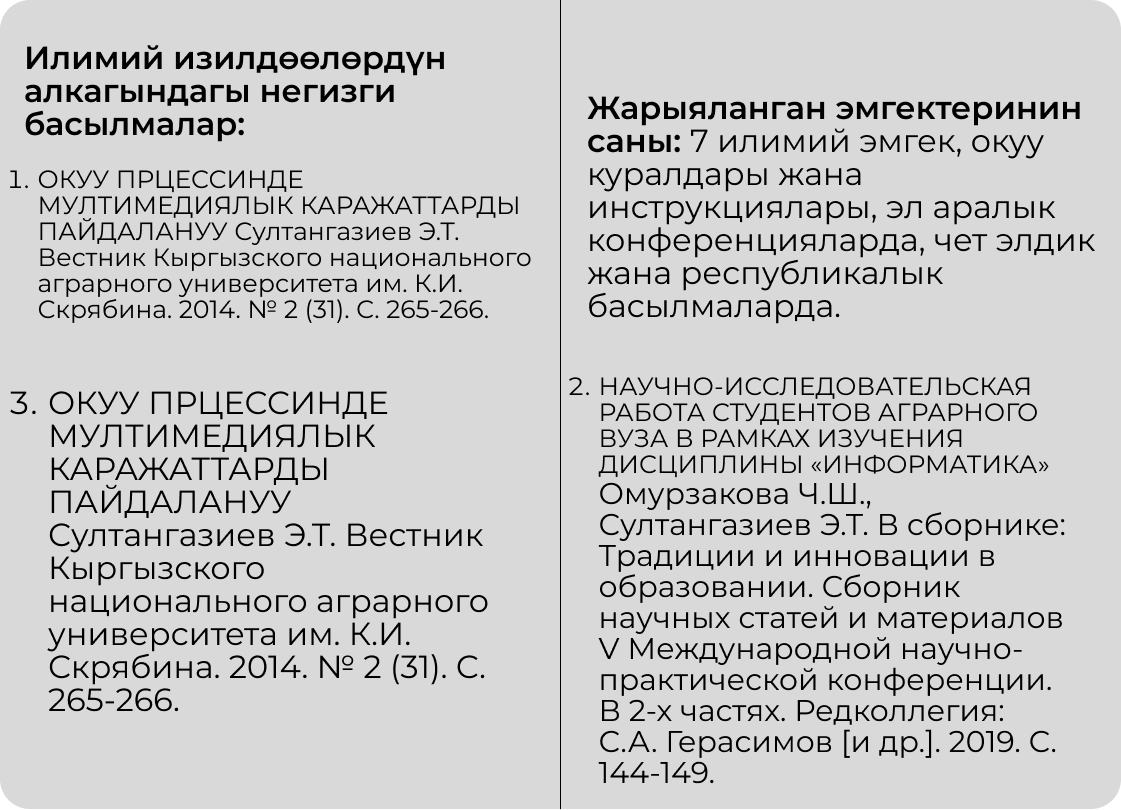 Илимий изилдөөлөрдүн
алкагындагы негизги
басылмалар:
1. ОКУУ ПРЦЕССИНДЕ
МУЛТИМЕДИЯЛЫК КАРАЖАТТАРДЫ
ПАЙДАЛАНУУ Султангазиев Э.Т.
Вестник Кыргызского национального
аграрного университета им. К.И.
Скрябина. 2014. № 2 (31). С. 265-266.
3. ОКУУ ПРЦЕССИНДЕ
МУЛТИМЕДИЯЛЫК
КАРАЖАТТАРДЫ
ПАЙДАЛАНУУ
Султангазиев Э.Т. Вестник
Кыргызского
национального аграрного
университета им. К.И.
Скрябина. 2014. № 2 (31). С.
265-266.
Жарыяланган эмгектеринин
саны: 7 илимий эмгек, окуу
куралдары жана
инструкциялары, эл аралык
конференцияларда, чет элдик
жана республикалык
басылмаларда.
2. НАУЧНО-ИССЛЕДОВАТЕЛЬСКАЯ
РАБОТА СТУДЕНТОВ АГРАРНОГО
ВУЗА В РАМКАХ ИЗУЧЕНИЯ
ДИСЦИПЛИНЫ «ИНФОРМАТИКА»
Омурзакова Ч.Ш.,
Султангазиев Э.Т. В сборнике:
Традиции и инновации в
образовании. Сборник
научных статей и материалов
V Международной научно-
практической конференции.
В 2-х частях. Редколлегия:
С.А. Герасимов [и др.]. 2019. С.
144-149.